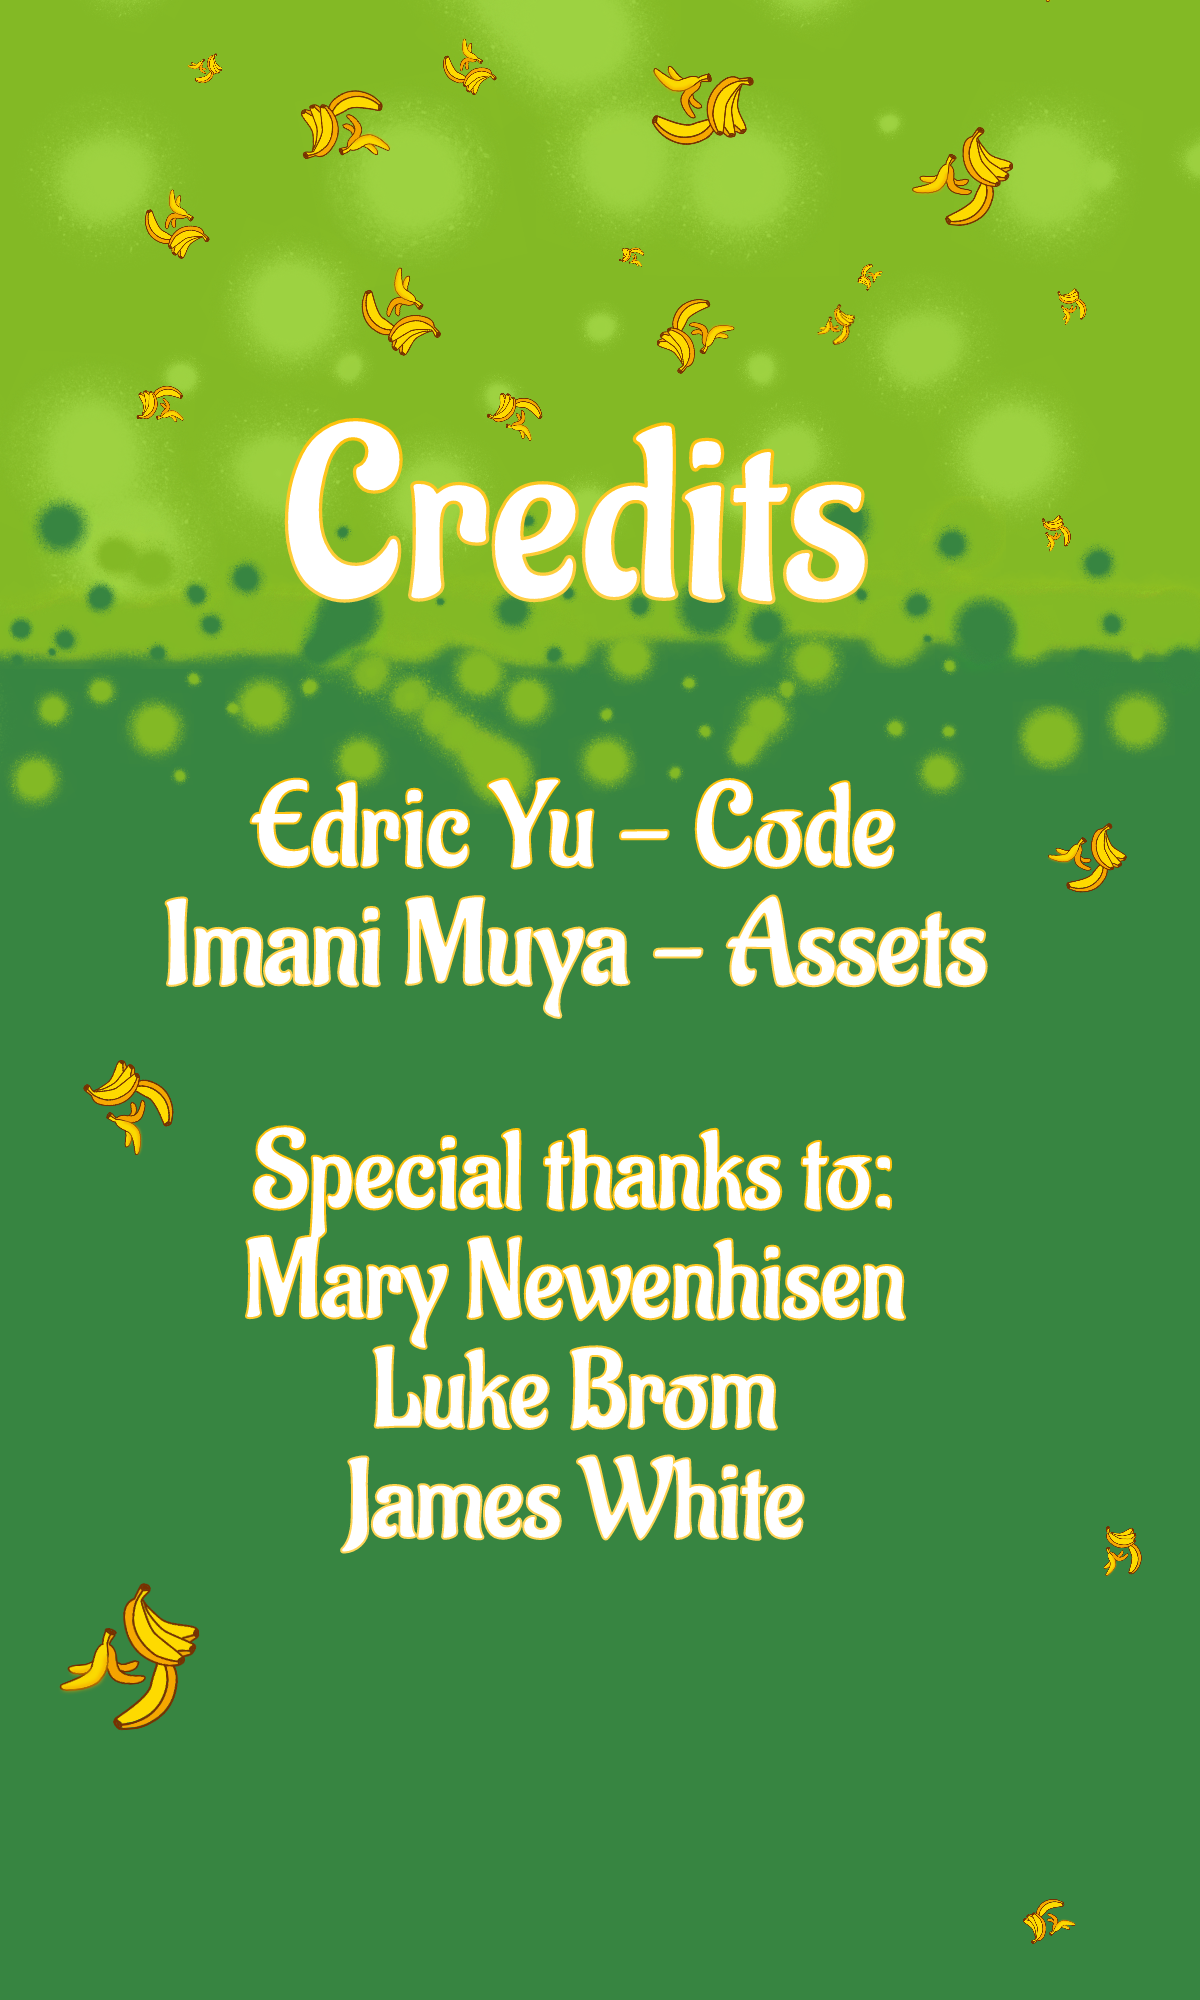 Credits
Edric Yu – Code
Imani Muya – Assets
Special thanks to:
Mary Newenhisen
Luke Brom
James White